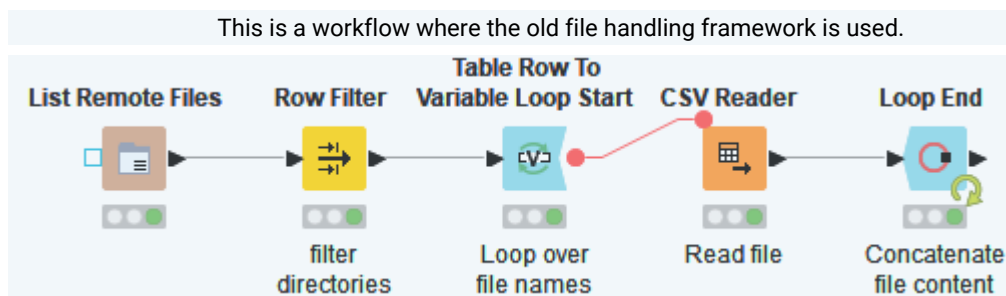 This is a workflow where the old file handling framework is used.
Table Row To
List Remote Files Row Filter Variable Loop Start CSV Reader Loop End
V
filter Loop over Read file Concatenate
directories file names file content